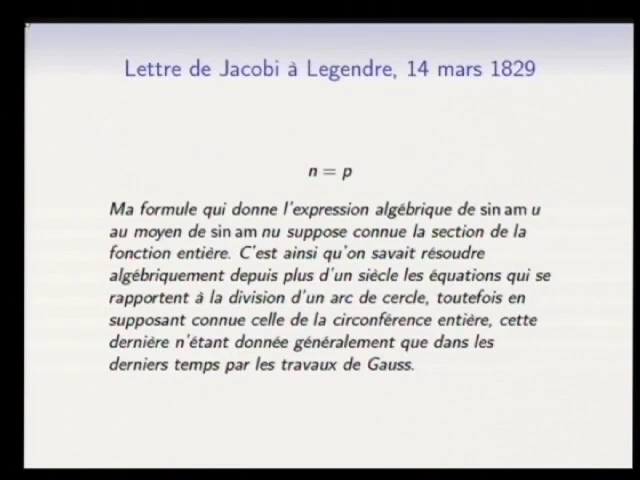 Lettre de Jacobi à Legendre, 14 mars 1829
n = p
Ma formule qui donne l'expression algébrique de sin am u
au moyen de sin am nu suppose connue la section de la
fonction entière. C'est ainsi qu'on savait résoudre
algébriquement depuis plus d'un siècle les équations qui se
rapportent à la division d'un arc de cercle, toutefois en
supposant connue celle de la circonférence entière, cette
dernière n'étant donnée généralement que dans les
derniers temps par les travaux de Gauss.